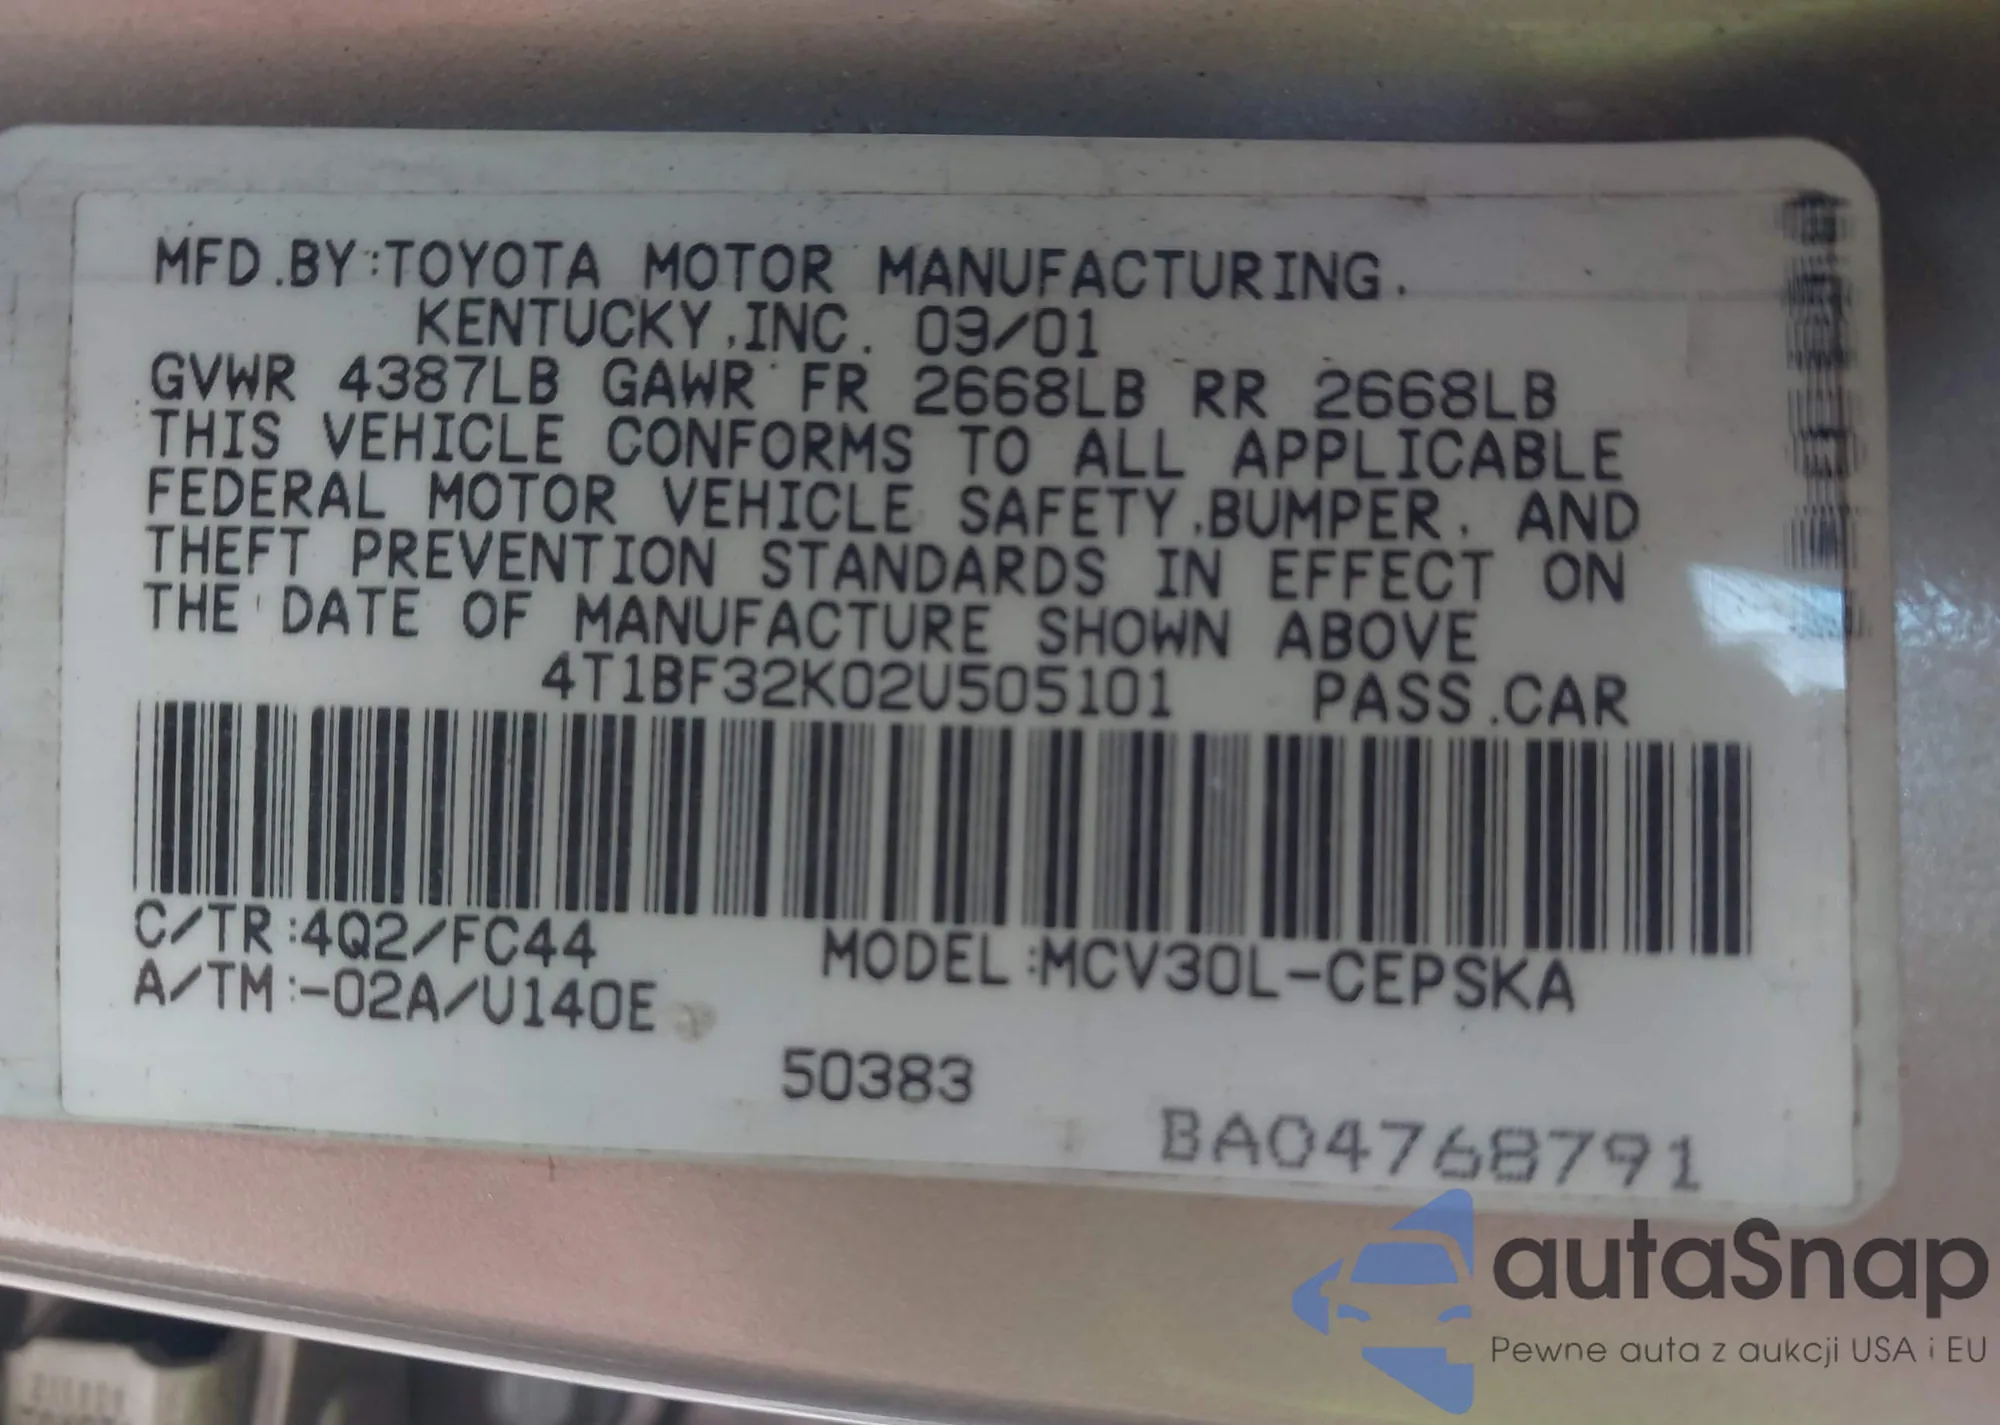 MFD.BY:TOYOTA MOTOR MANUFACTURING.
KENTUCKY,INC. 09/01
GVWR 4387LB GAWR FR 2668LB RR 2668LB
THIS VEHICLE CONFORMS TO ALL APPLICABLE
FEDERAL MOTOR VEHICLE SAFETY,BUMPER, AND
THEFT PREVENTION STANDARDS IN EFFECT ON
THE DATE OF MANUFACTURE SHOWN ABOVE
4T1BF32K02U505101 PASS.CAR
C/TR:4Q2/FC44 MODEL:MCV30L-CEPSKA
A/TM:-02A/U140E
50383
BA04768791
autaSnap
Pewne auta z aukcji USA i EU